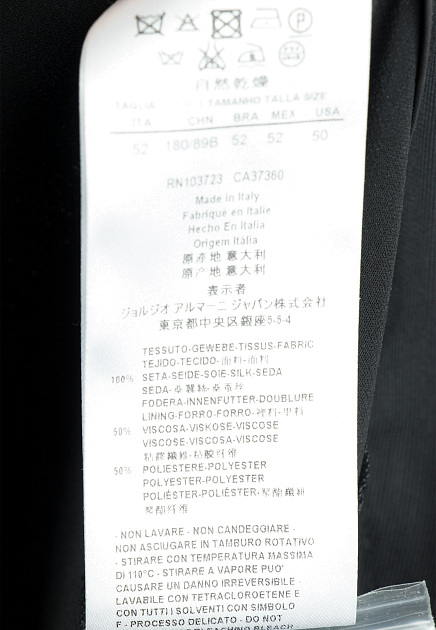 P
自然乾燥
TAGLIA TAMANHO TALLA SIZE
ITA CHN BRA MEX USA
52 180/89B 52 52 50
RN103723 CA37360
Made in Italy
Fabriqué en Italie
Hecho En Italia
Origem Itália
原產地 意大利
原产地 意大利
表示者
ジョルジオ アルマーニ ジャパン株式会社
東京都中央区銀座5-5-4
TESSUTO-GEWEBE-TISSUS-FABRIC
TEJIDO-TECIDO-面料-面料
100% SETA-SEIDE-SOIE-SILK-SEDA
SEDA-桑蠶絲-桑蚕丝
FODERA-INNENFUTTER-DOUBLURE
LINING-FORRO-FORRO-裡料-里料
50% VISCOSA-VISKOSE-VISCOSE
VISCOSE-VISCOSA-VISCOSE
粘膠纖維-粘胶纤维
50% POLIESTERE-POLYESTER
POLYESTER-POLYESTER
POLIÉSTER-POLIÉSTER-聚酯纖維
聚酯纤维
- NON LAVARE - NON CANDEGGIARE -
NON ASCIUGARE IN TAMBURO ROTATIVO
- STIRARE CON TEMPERATURA MASSIMA
DI 110°C - STIRARE A VAPORE PUO'
CAUSARE UN DANNO IRREVERSIBILE -
LAVABILE CON TETRACLOROETENE E
CON TUTTI I SOLVENTI CON SIMBOLO
F - PROCESSO DELICATO - DO NOT
BLEACH